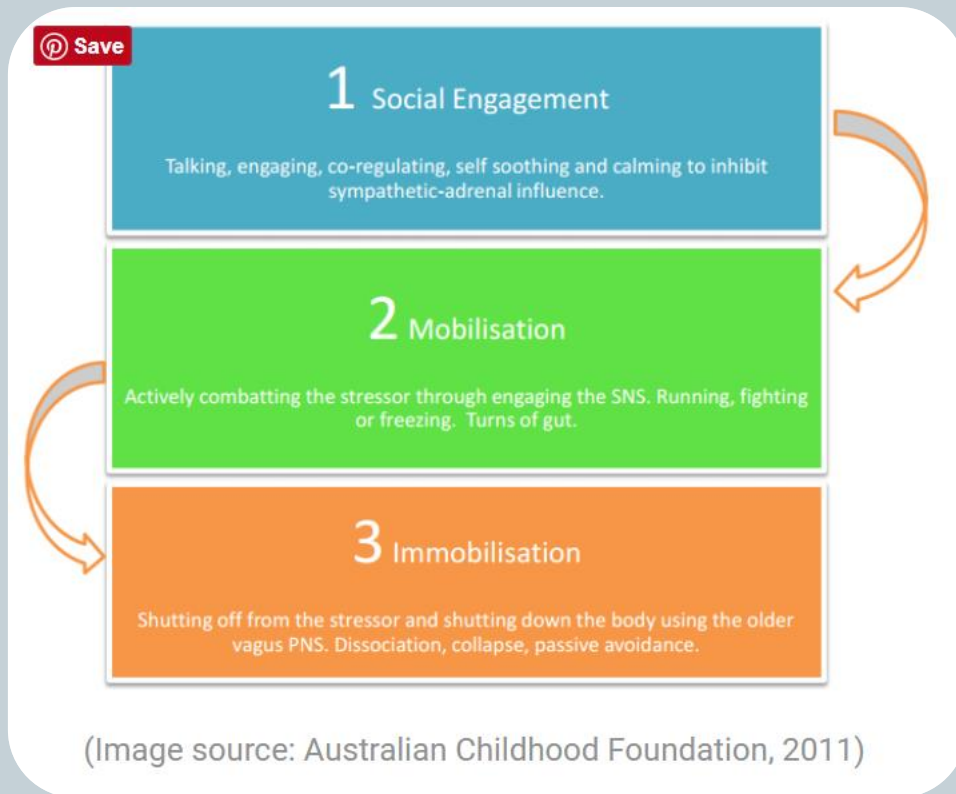 Save
1 Social Engagement
Talking, engaging, co-regulating, self soothing and calming to inhibit
sympathetic-adrenal influence.
2 Mobilisation
Actively combatting the stressor through engaging the SNS. Running, fighting
or freezing. Turns of gut.
3 Immobilisation
Shutting off from the stressor and shutting down the body using the older
vagus PNS. Dissociation, collapse, passive avoidance.
(Image source: Australian Childhood Foundation, 2011)